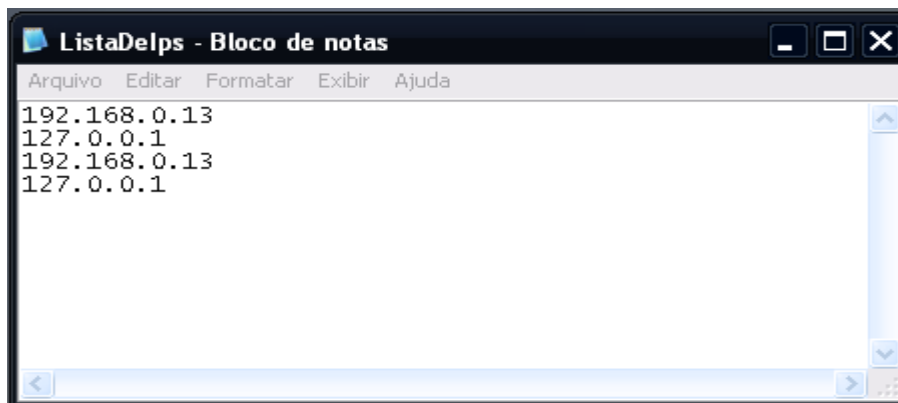 ListaDeIps - Bloco de notas
Arquivo Editar Formatar Exibir Ajuda
192.168.0.13
127.0.0.1
192.168.0.13
127.0.0.1